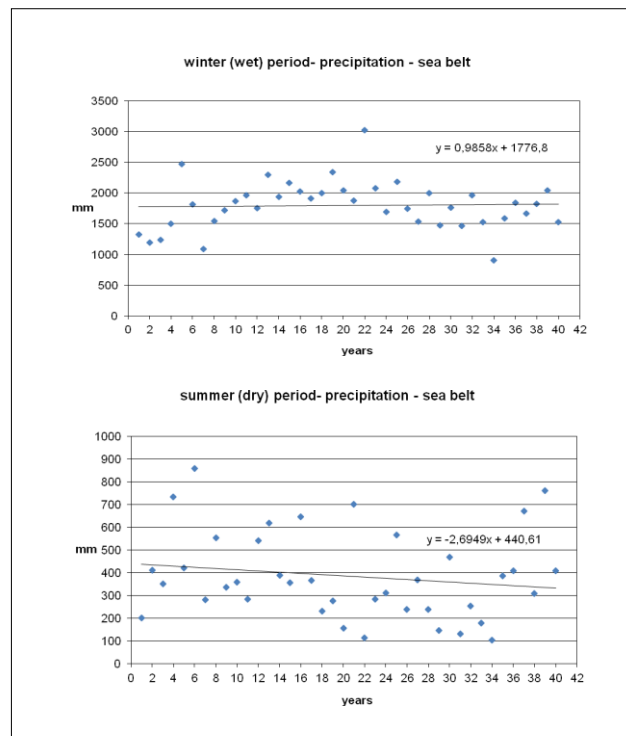 winter (wet) period- precipitation - sea belt
3500
3000
y = 0,9858x + 1776,8
2500
2000
mm
1500
1000
500
0
0 2 4 6 8 10 12 14 16 18 20 22 24 26 28 30 32 34 36 38 40 42
years
summer (dry) period- precipitation - sea belt
1000
900
800
700
600
y = -2,6949x + 440,61
500
mm
400
300
200
100
0
0 2 4 6 8 10 12 14 16 18 20 22 24 26 28 30 32 34 36 38 40 42
years